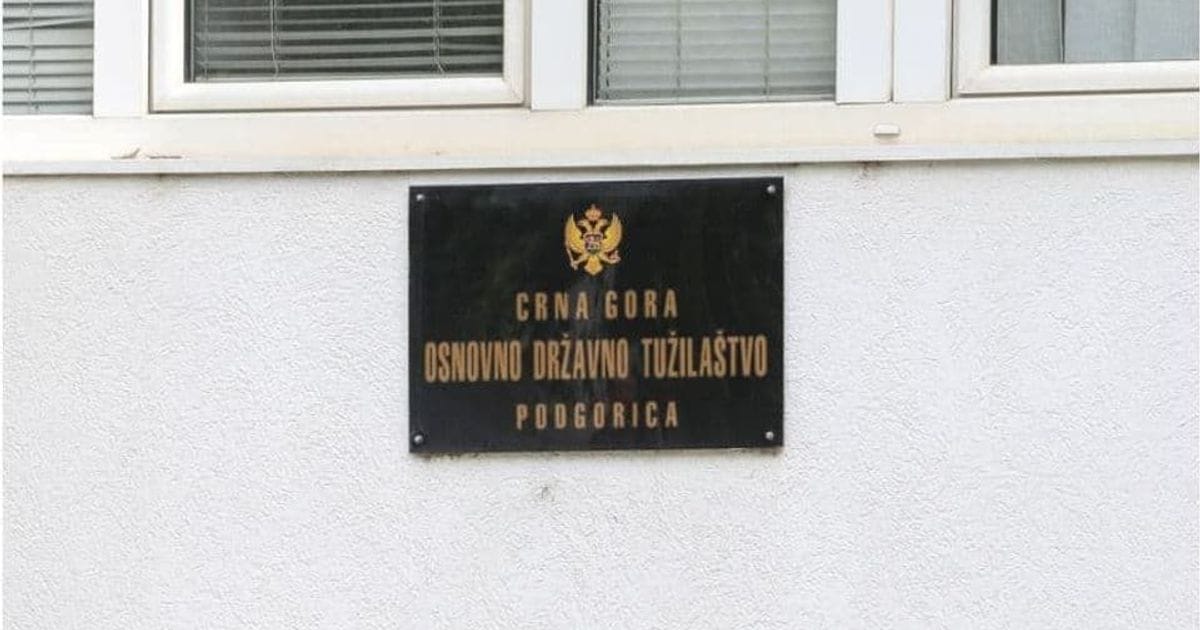 CRNA GORA
OSNOVNO DRŽAVNO TUŽILAŠTVO
PODGORICA